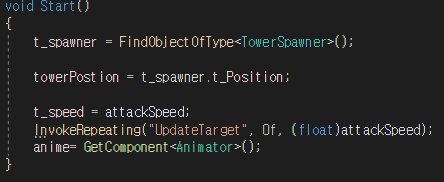 void Start()
{
t_spawner = FindObjectOfType<TowerSpawner>();
towerPostion = t_spawner.t_Position;
t_speed = attackSpeed;
InvokeRepeating("UpdateTarget", 0f, (float)attackSpeed);
anime= GetComponent<Animator>();
}